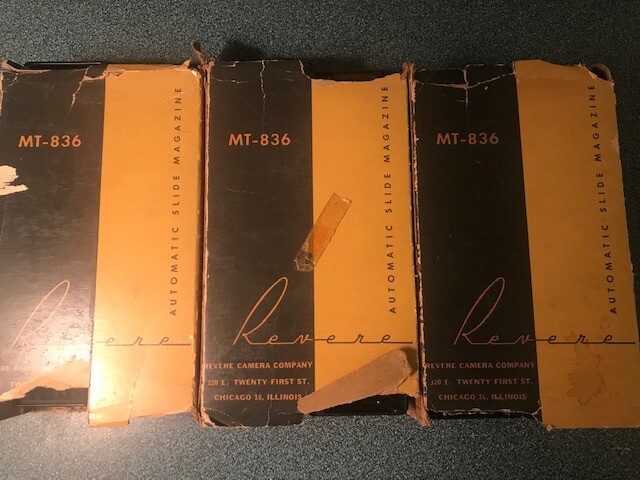 MT-836
AUTOMATIC SLIDE MAGAZINE
Revere
RE CAMERA
MT-836
AUTOMATIC SLIDE MAGAZINE
Revere
REVERE CAMERA COMPANY
320 E. TWENTY FIRST ST.
CHICAGO 16, ILLINOIS
MT-836
AUTOMATIC SLIDE MAGAZINE
Revere
REVERE CAMERA COMPANY
320 E. TWENTY FIRST ST.
CHICAGO 16, ILLINOIS